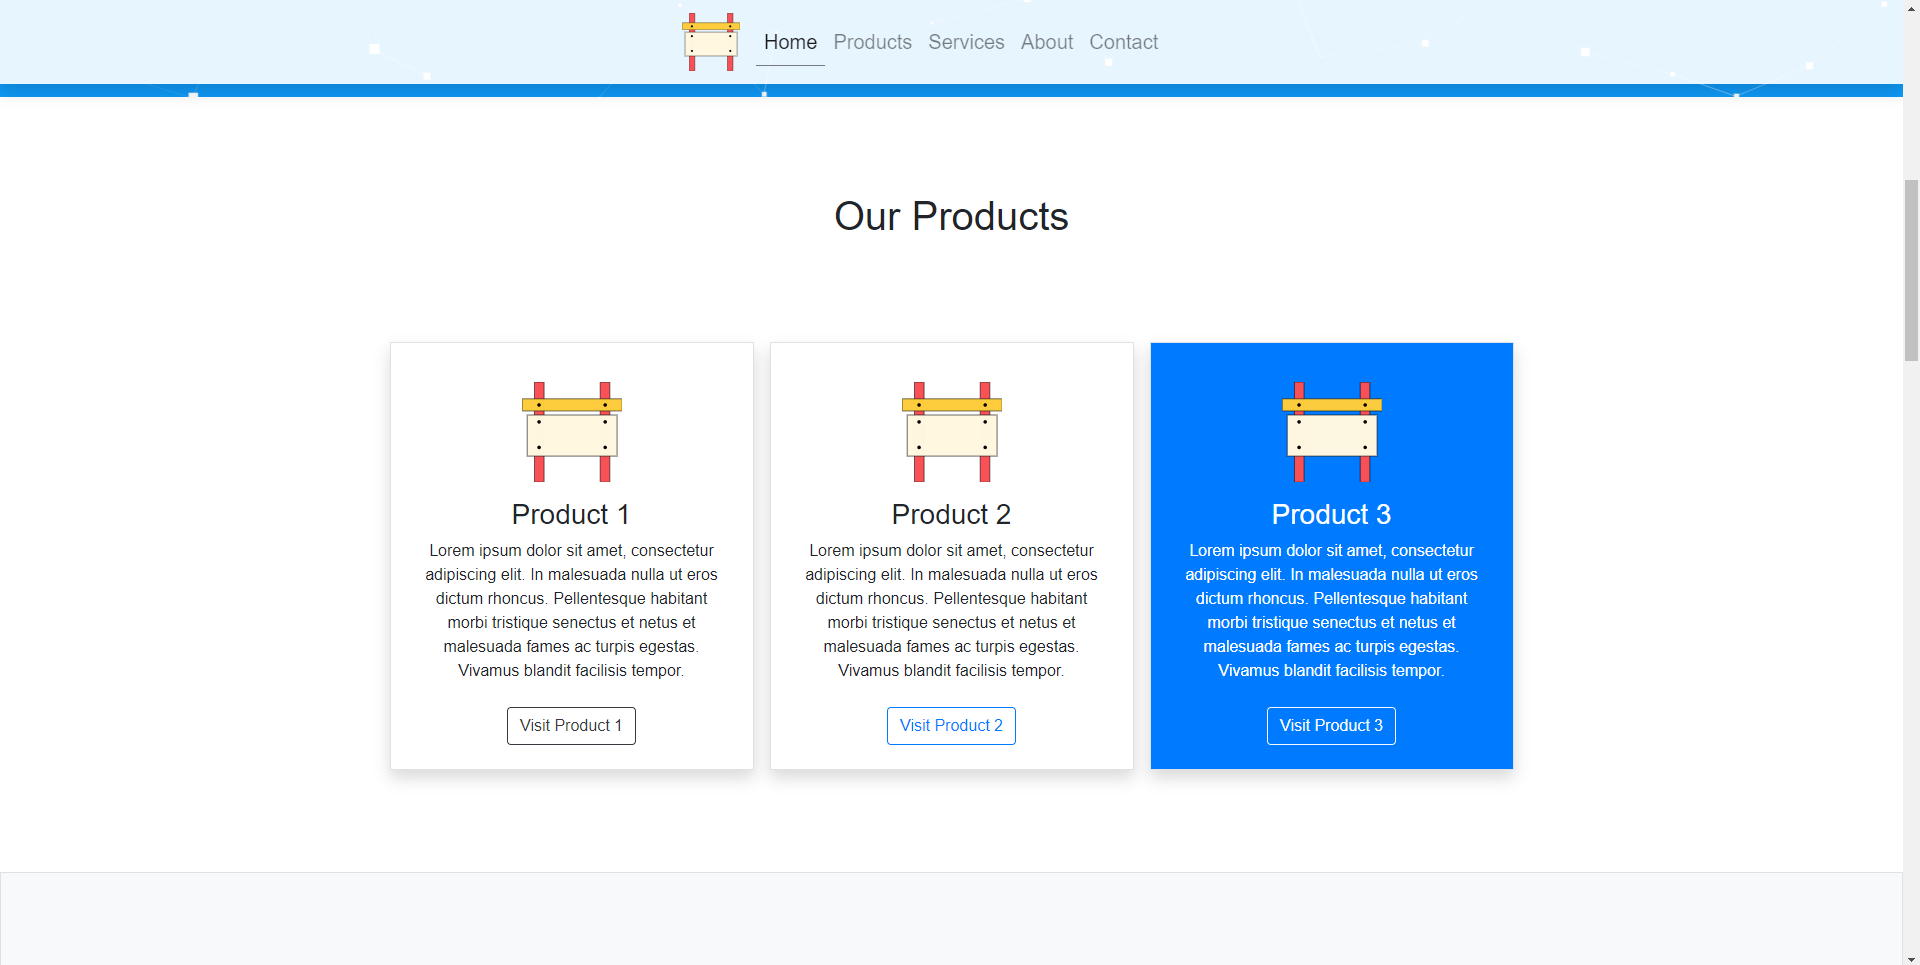 Home Products Services About Contact
Our Products
Product 1
Lorem ipsum dolor sit amet, consectetur
adipiscing elit. In malesuada nulla ut eros
dictum rhoncus. Pellentesque habitant
morbi tristique senectus et netus et
malesuada fames ac turpis egestas.
Vivamus blandit facilisis tempor.
Visit Product 1
Product 2
Lorem ipsum dolor sit amet, consectetur
adipiscing elit. In malesuada nulla ut eros
dictum rhoncus. Pellentesque habitant
morbi tristique senectus et netus et
malesuada fames ac turpis egestas.
Vivamus blandit facilisis tempor.
Visit Product 2
Product 3
Lorem ipsum dolor sit amet, consectetur
adipiscing elit. In malesuada nulla ut eros
dictum rhoncus. Pellentesque habitant
morbi tristique senectus et netus et
malesuada fames ac turpis egestas.
Vivamus blandit facilisis tempor.
Visit Product 3